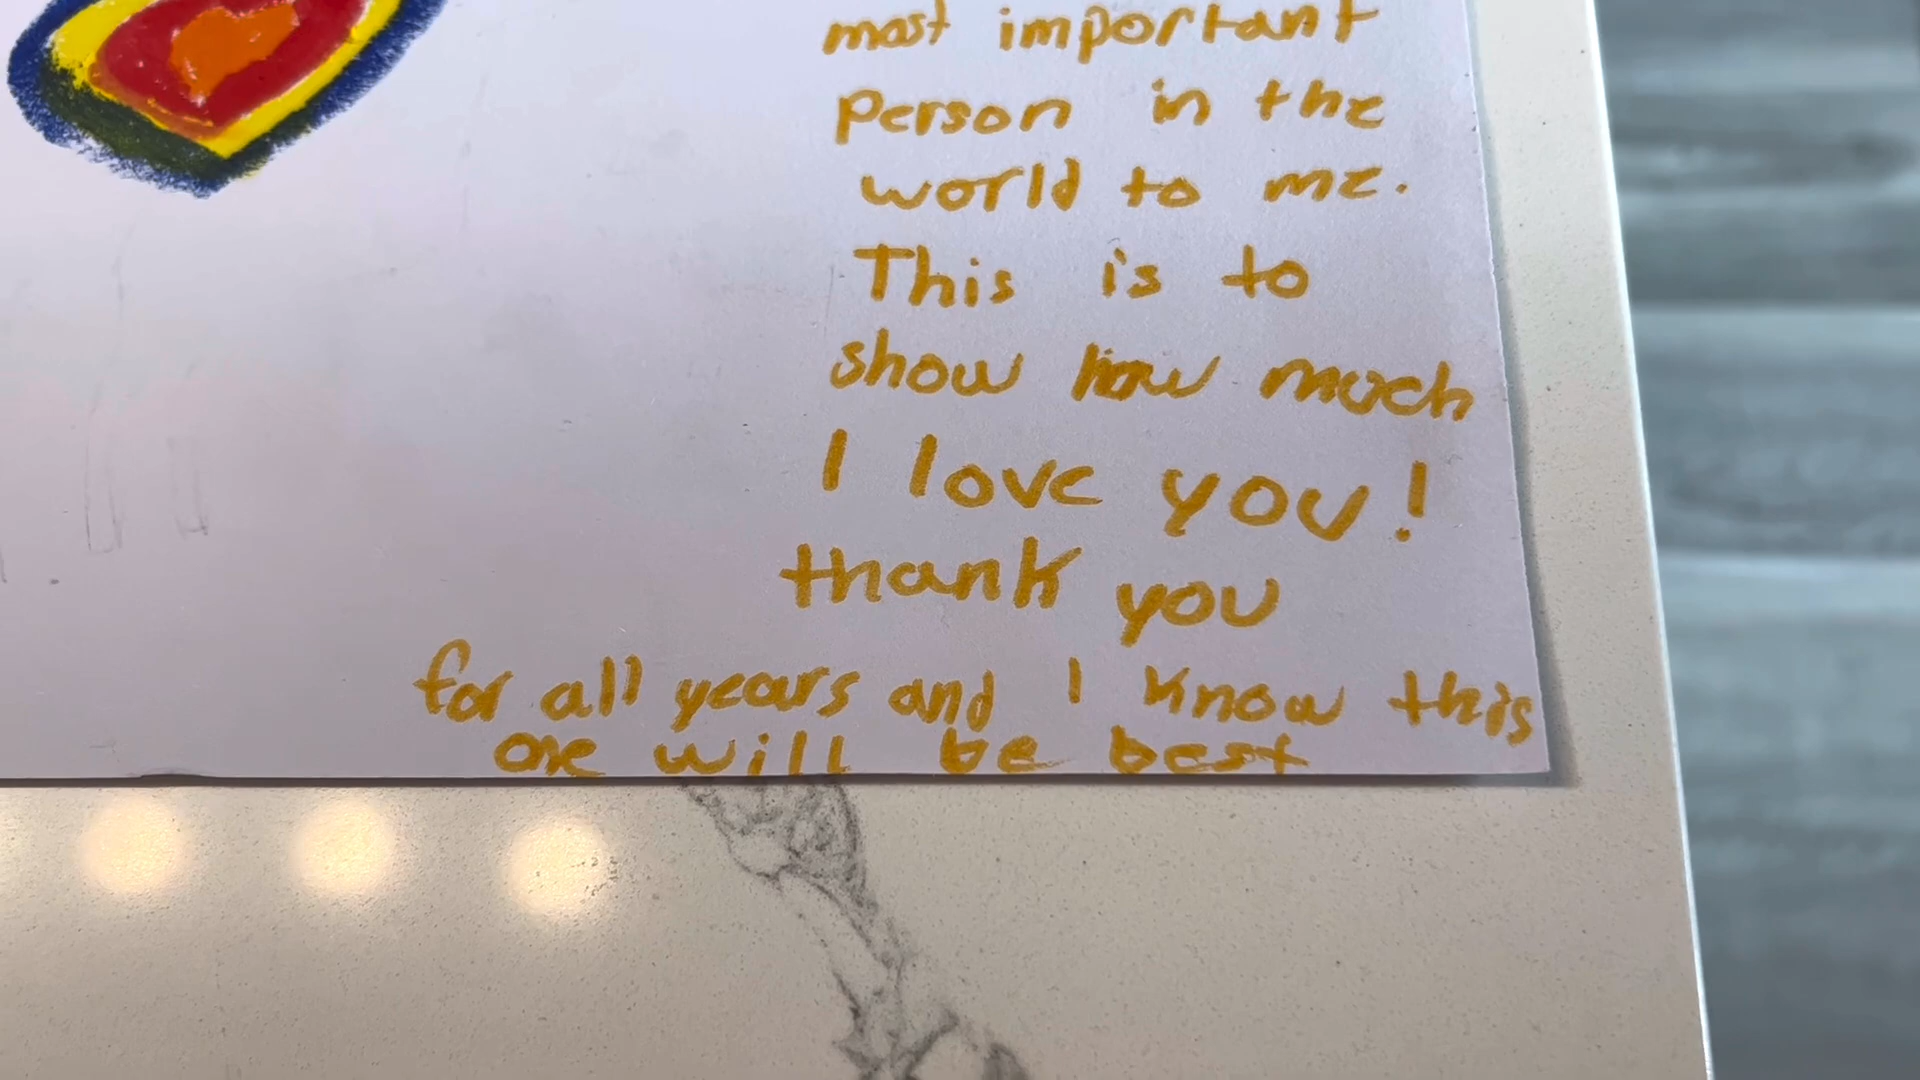 most important
person in the
world to me.
This is to
show how much
I love you!
thank you
for all years and I know this
one will be best